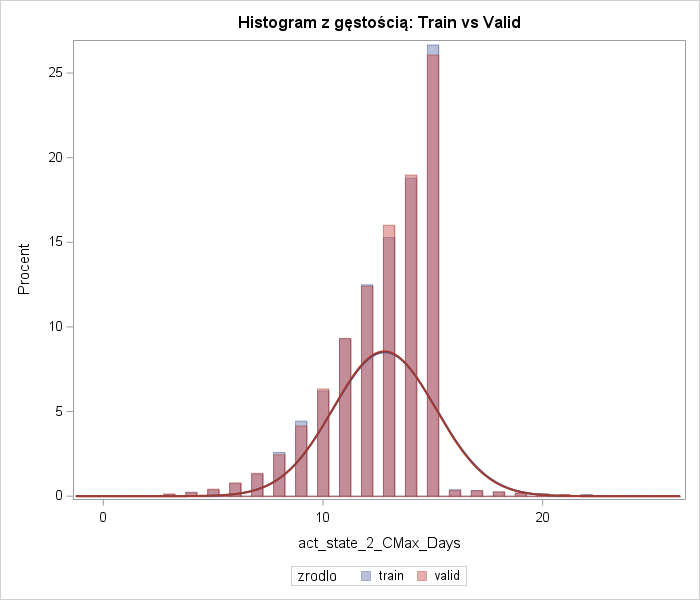 Histogram z gęstością: Train vs Valid
25
20
15
10
5
0
Procent
0 10 20
act_state_2_CMax_Days
zrodlo train valid